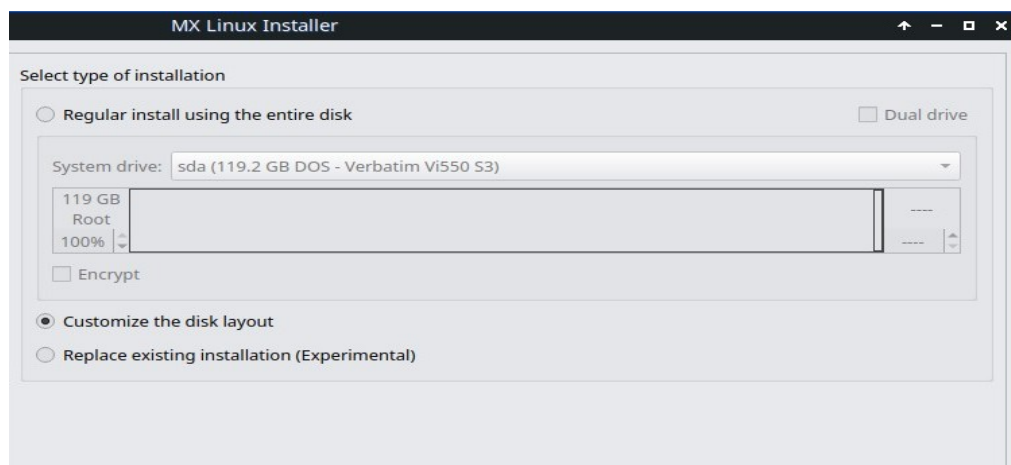 MX Linux Installer
Select type of installation
Regular install using the entire disk
Dual drive
System drive: sda (119.2 GB DOS - Verbatim Vi550 S3)
119 GB
Root
100%
----
----
Encrypt
Customize the disk layout
Replace existing installation (Experimental)